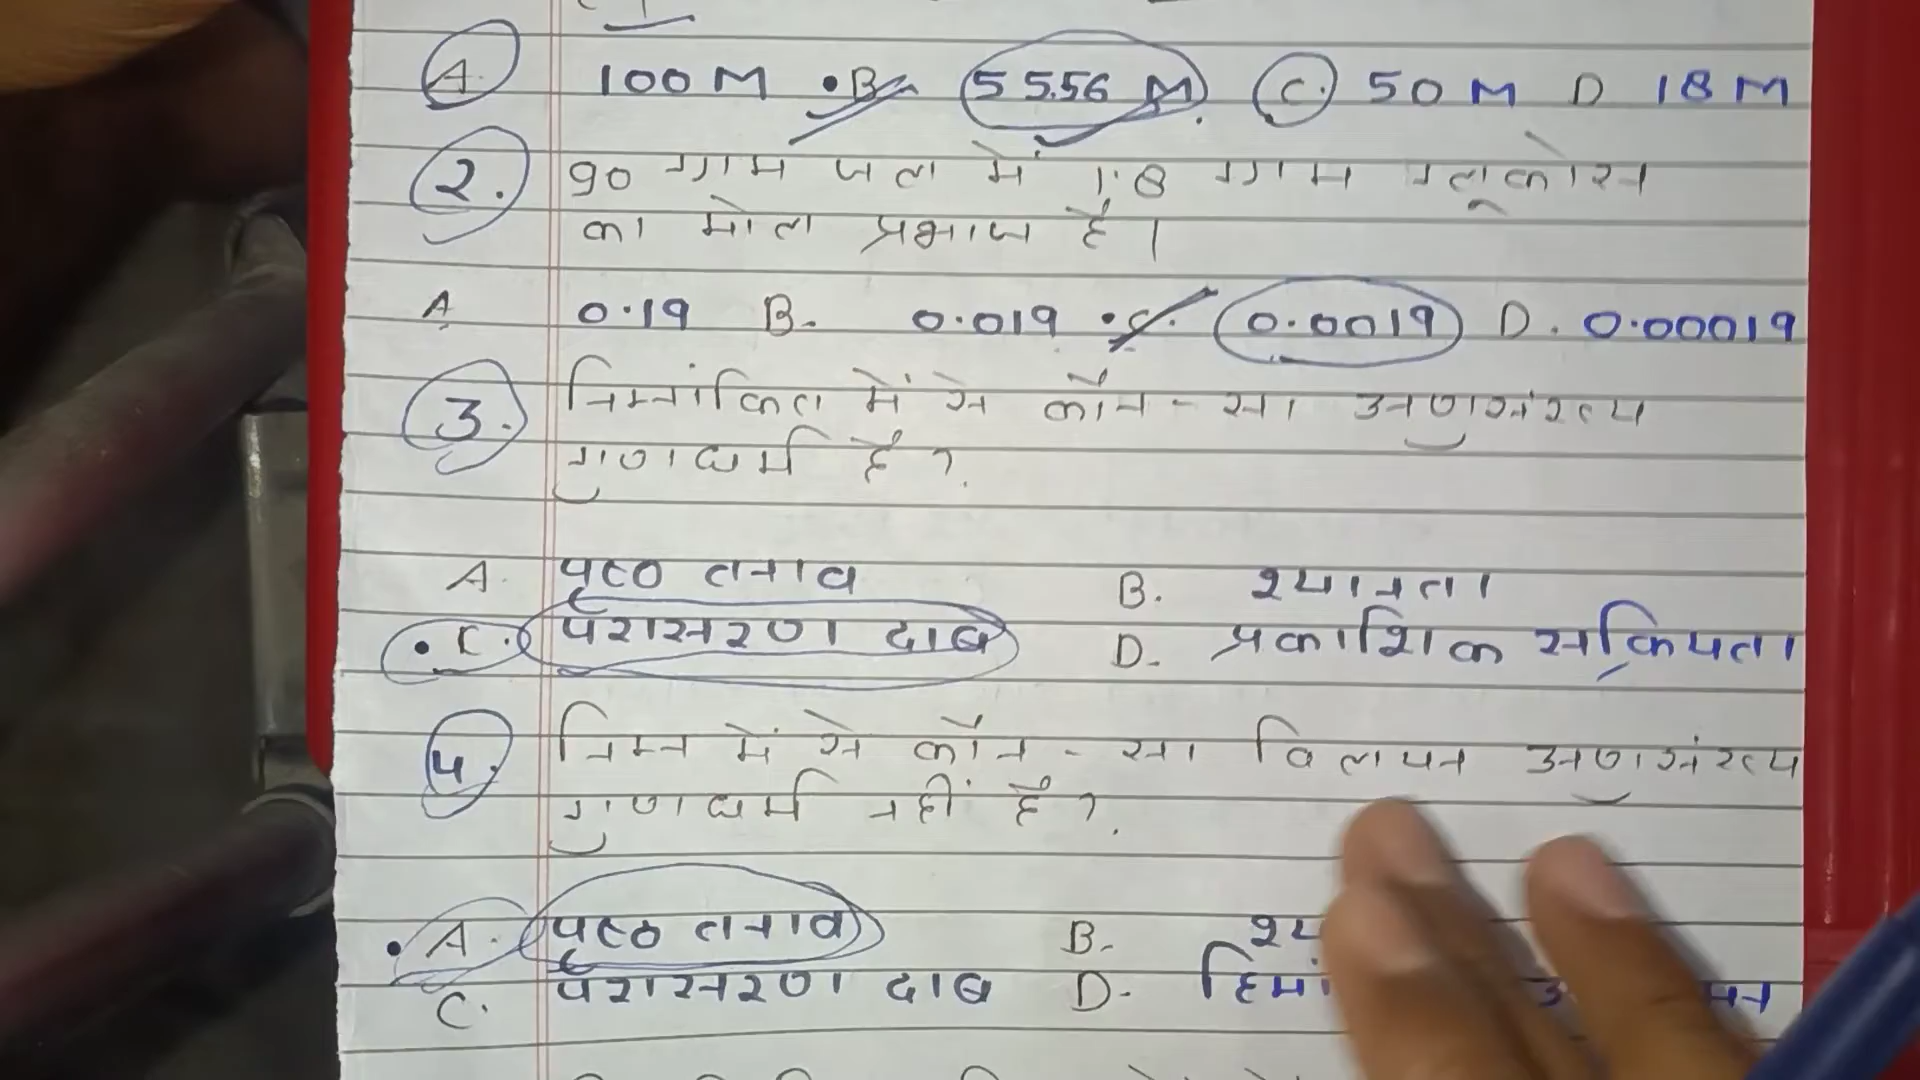 A. 100 M B. 55.56 M C. 50 M D 18 M
2. 90 ग्राम जल में 1.8 ग्राम ग्लूकोस
का मोल प्रभाज है।
A 0.19 B. 0.019 C. 0.0019 D. 0.00019
3. निम्नांकित में से कौन-सा अणुसंख्य
गुणधर्म है ?
A. पृष्ठ तनाव B. श्यानता
C. परासरण दाब D. प्रकाशिक सक्रियता
4. निम्न में से कौन-सा विलयन अणुसंख्य
गुणधर्म नहीं है ?
A. पृष्ठ तनाव B.
C. परासरण दाब D.